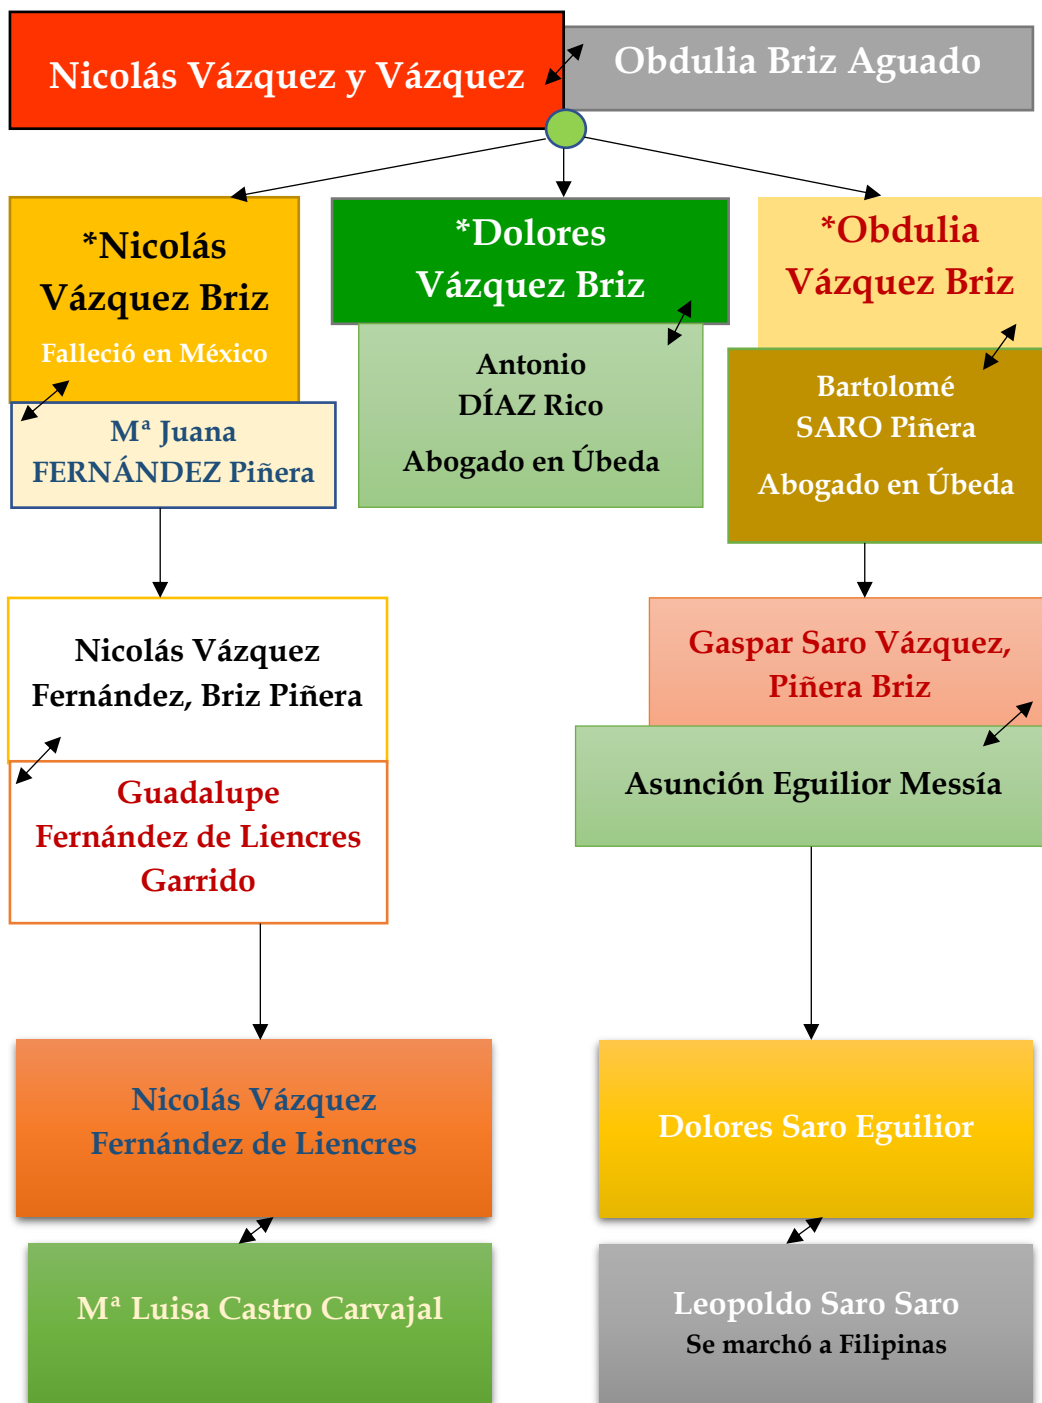 Nicolás Vázquez y Vázquez
Obdulia Briz Aguado
*Nicolás
Vázquez Briz
Falleció en México
Mª Juana
FERNÁNDEZ Piñera
*Dolores
Vázquez Briz
Antonio
DÍAZ Rico
Abogado en Úbeda
*Obdulia
Vázquez Briz
Bartolomé
SARO Piñera
Abogado en Úbeda
Nicolás Vázquez
Fernández, Briz Piñera
Guadalupe
Fernández de Liencres
Garrido
Gaspar Saro Vázquez,
Piñera Briz
Asunción Eguilior Messía
Nicolás Vázquez
Fernández de Liencres
Mª Luisa Castro Carvajal
Dolores Saro Eguilior
Leopoldo Saro Saro
Se marchó a Filipinas